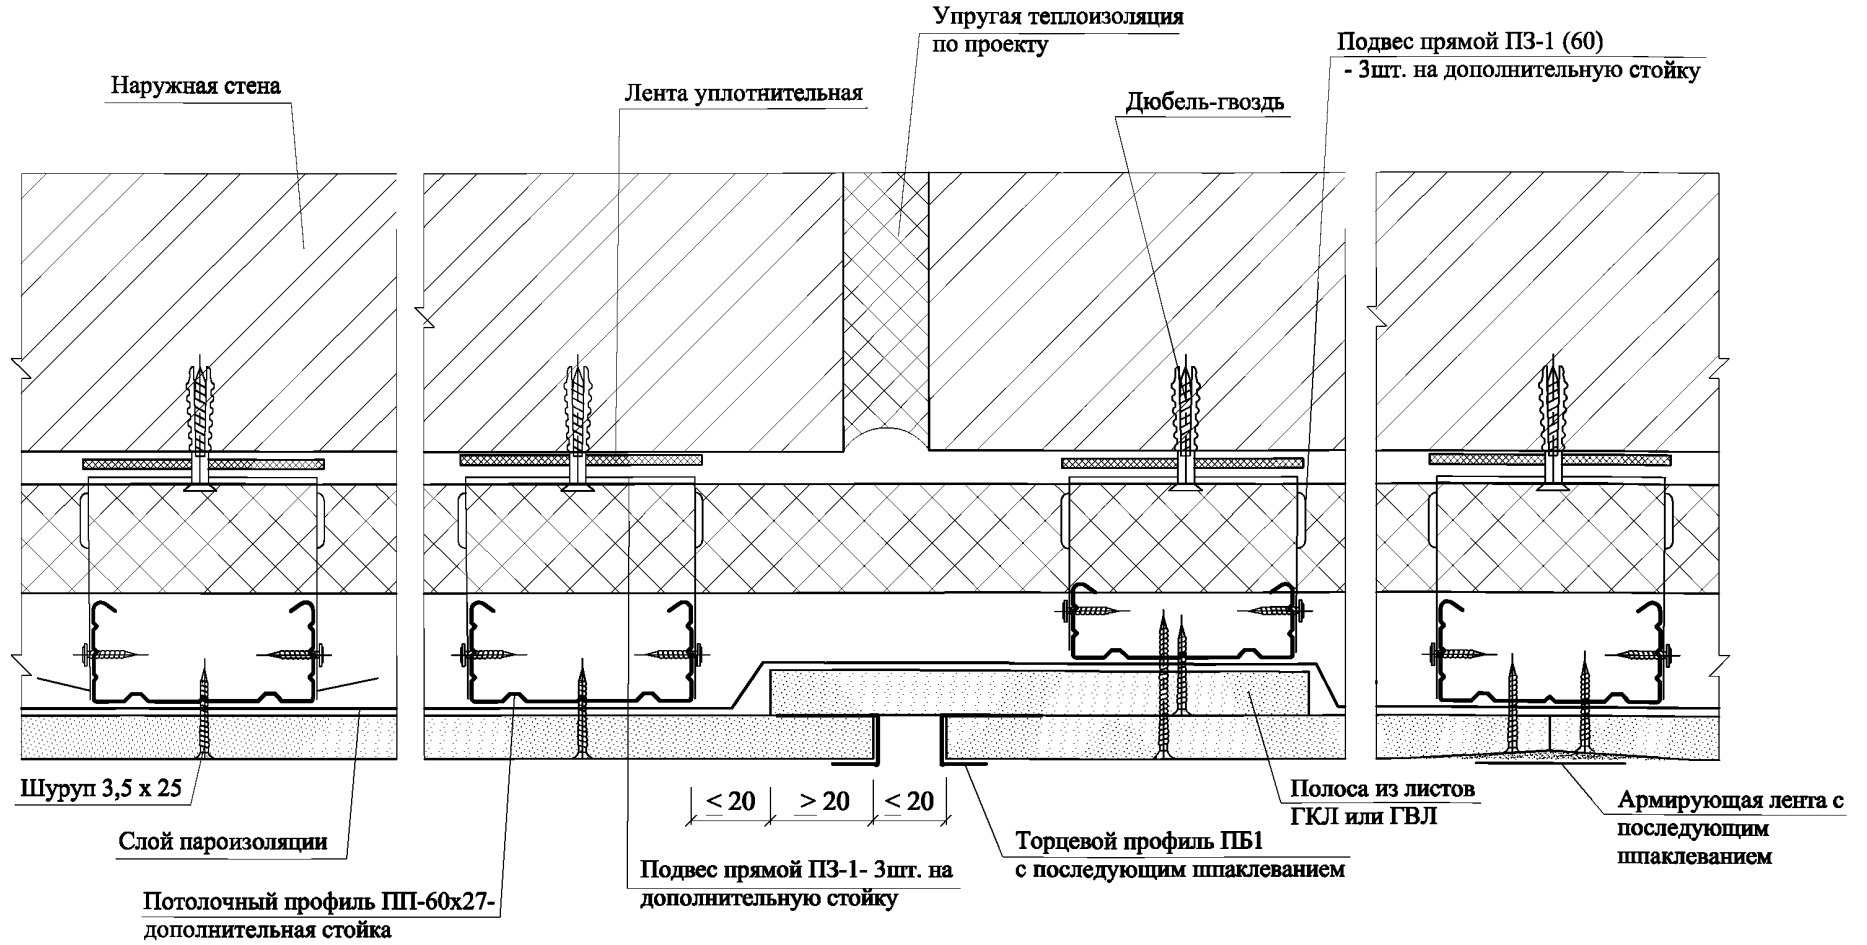 Упругая теплоизоляция
по проекту
Подвес прямой ПЗ-1 (60)
- 3шт. на дополнительную стойку
Наружная стена
Лента уплотнительная
Дюбель-гвоздь
Шуруп 3,5 x 25
≤ 20
≥ 20
≤ 20
Полоса из листов
ГКЛ или ГВЛ
Армирующая лента с
последующим
шпаклеванием
Слой пароизоляции
Торцевой профиль ПБ1
с последующим шпаклеванием
Подвес прямой ПЗ-1- 3шт. на
дополнительную стойку
Потолочный профиль ПП-60x27-
дополнительная стойка